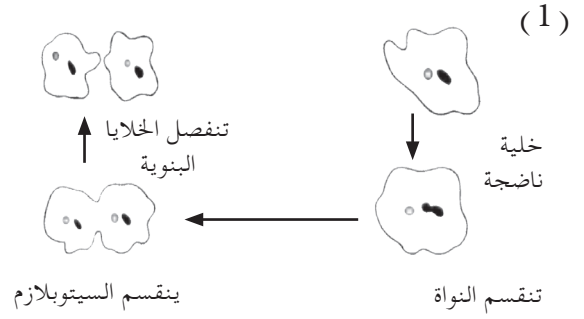 (1)
خلية
ناضجة
تنقسم النواة
ينقسم السيتوبلازم
تنفصل الخلايا
البنوية